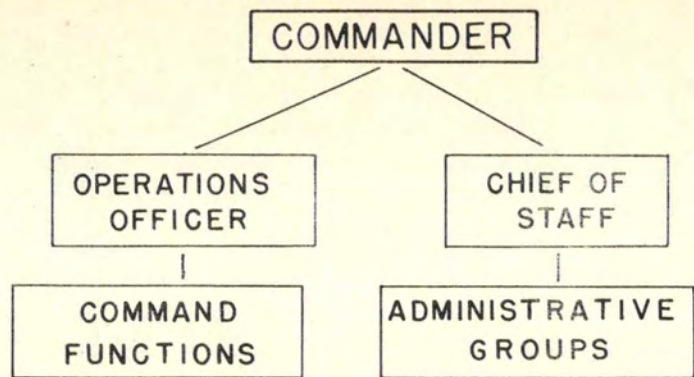 COMMANDER
OPERATIONS
OFFICER
CHIEF OF
STAFF
COMMAND
FUNCTIONS
ADMINISTRATIVE
GROUPS